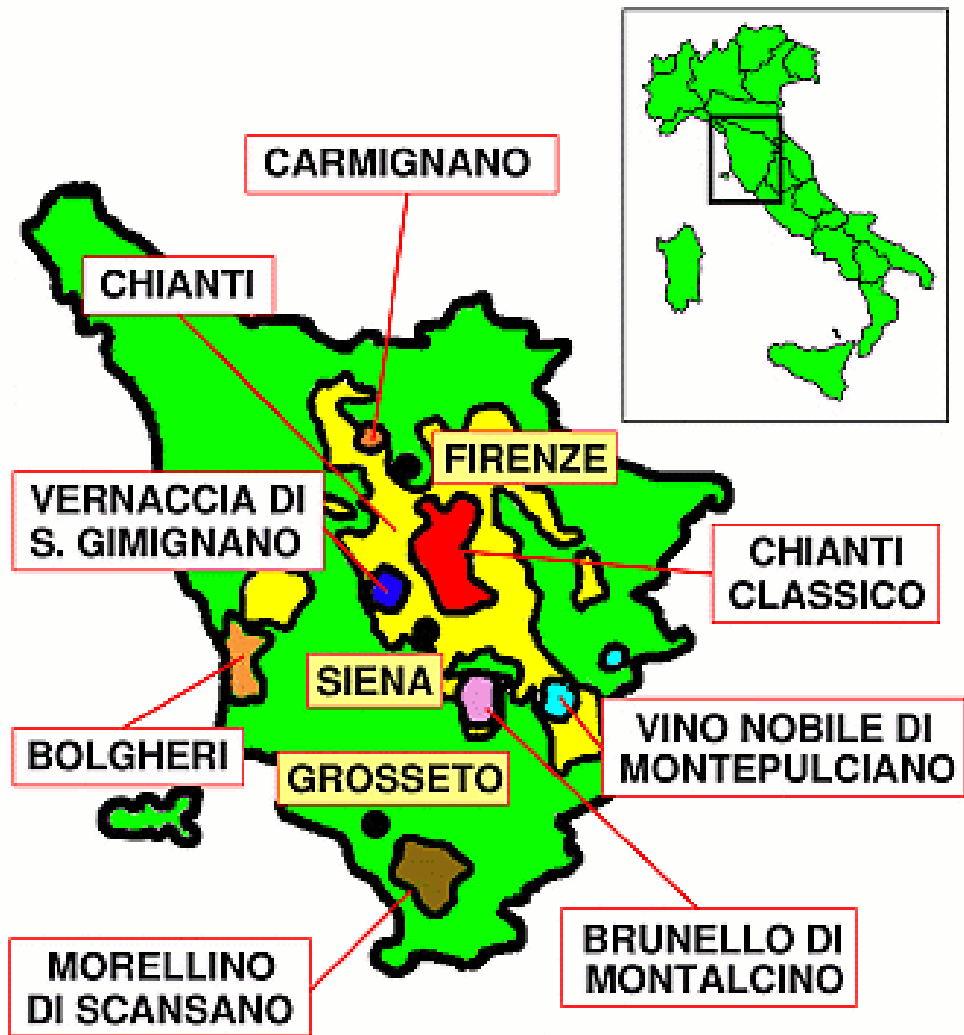 CARMIGNANO
CHIANTI
FIRENZE
VERNACCIA DI
S. GIMIGNANO
CHIANTI
CLASSICO
SIENA
BOLGHERI
GROSSETO
VINO NOBILE DI
MONTEPULCIANO
MORELLINO
DI SCANSANO
BRUNELLO DI
MONTALCINO